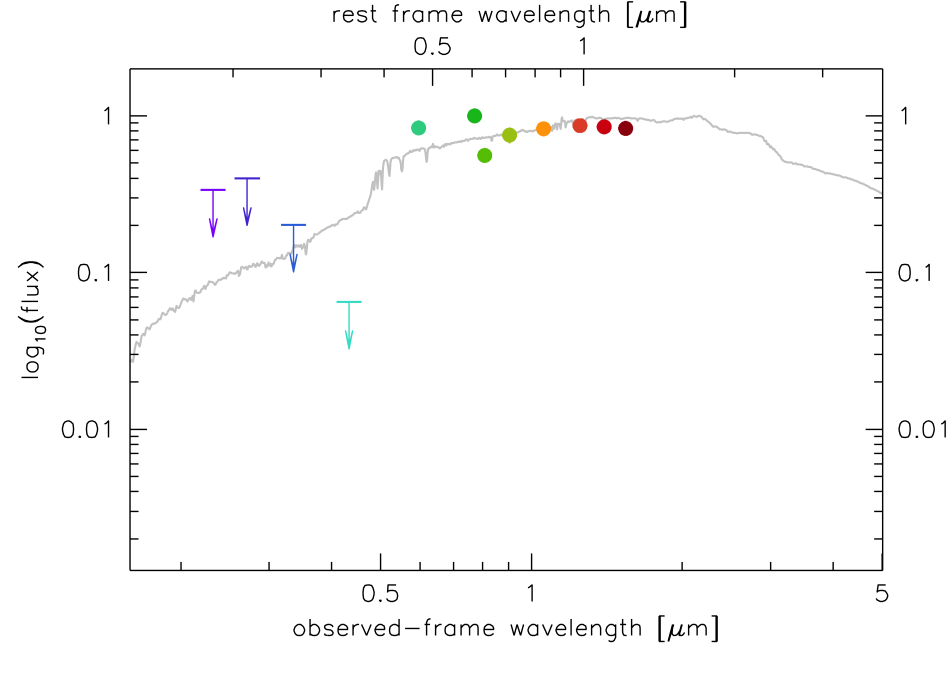 rest frame wavelength [μm]
0.5 1
1 1
0.1 0.1
0.01 0.01
log10(flux)
0.5 1 5
observed-frame wavelength [μm]